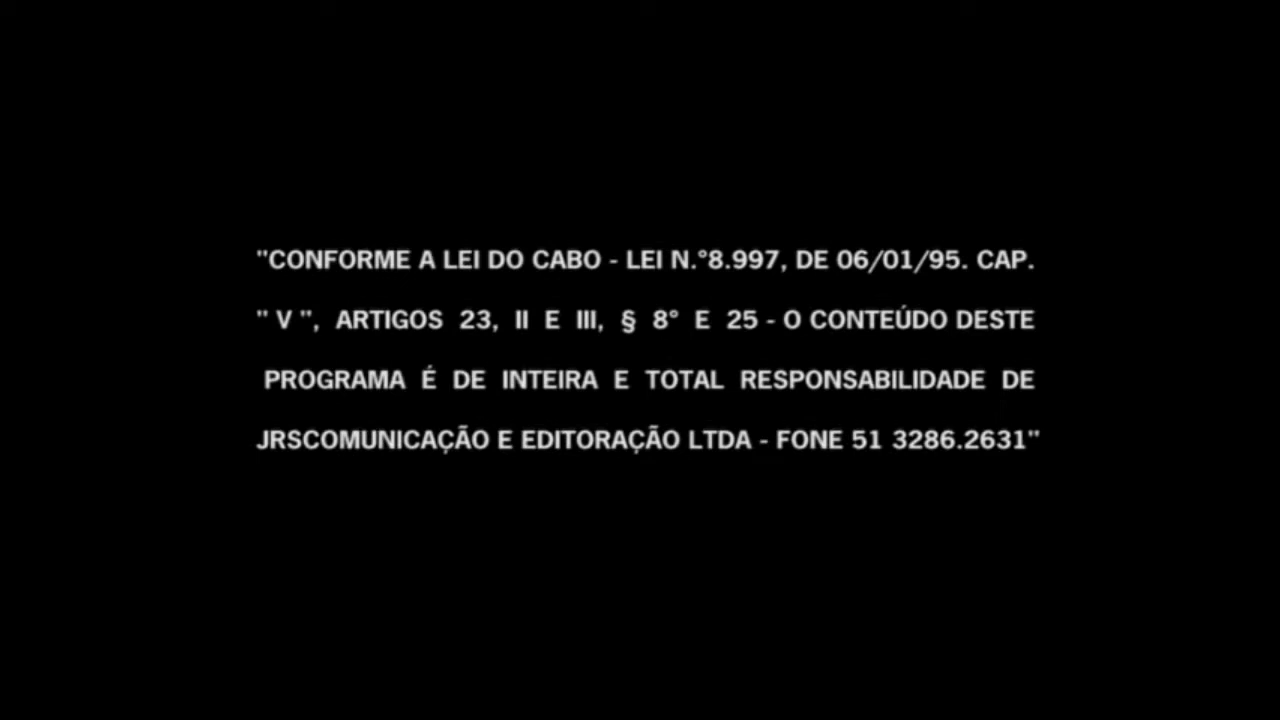 "CONFORME A LEI DO CABO - LEI N.°8.997, DE 06/01/95. CAP.
" V ", ARTIGOS 23, II E III, § 8° E 25 - O CONTEÚDO DESTE
PROGRAMA É DE INTEIRA E TOTAL RESPONSABILIDADE DE
JRSCOMUNICAÇÃO E EDITORAÇÃO LTDA - FONE 51 3286.2631"